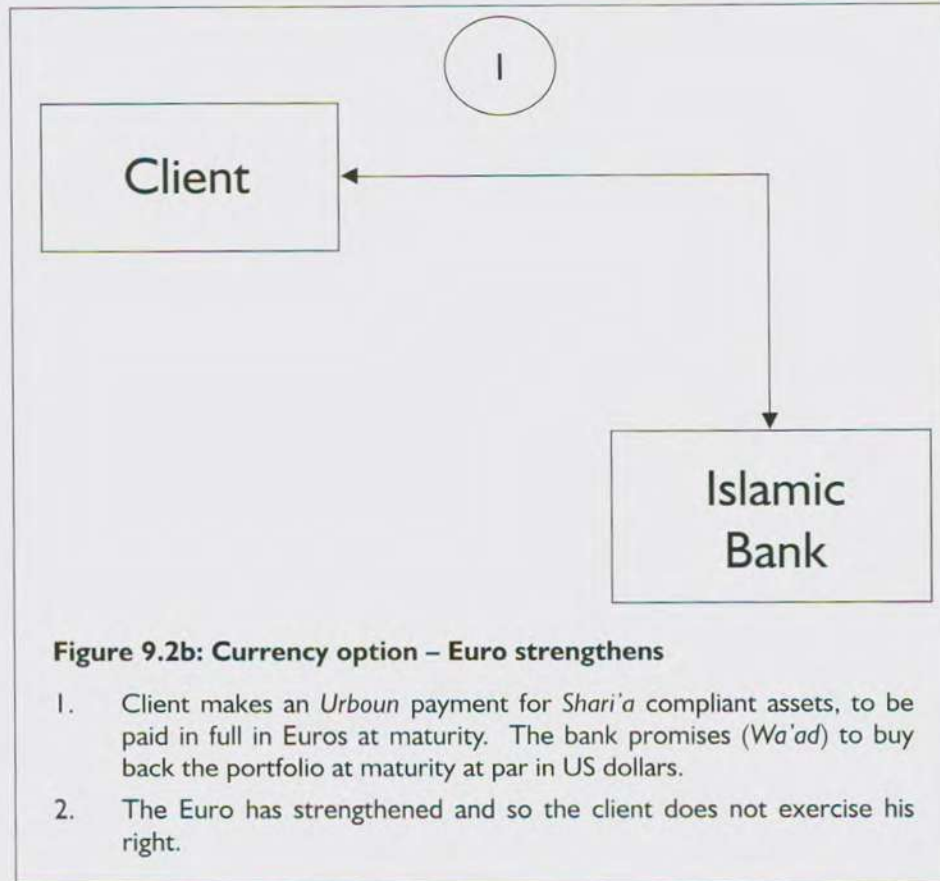 1
Client
Islamic
Bank
Figure 9.2b: Currency option – Euro strengthens
1. Client makes an Urboun payment for Shari'a compliant assets, to be
paid in full in Euros at maturity. The bank promises (Wa'ad) to buy
back the portfolio at maturity at par in US dollars.
2. The Euro has strengthened and so the client does not exercise his
right.